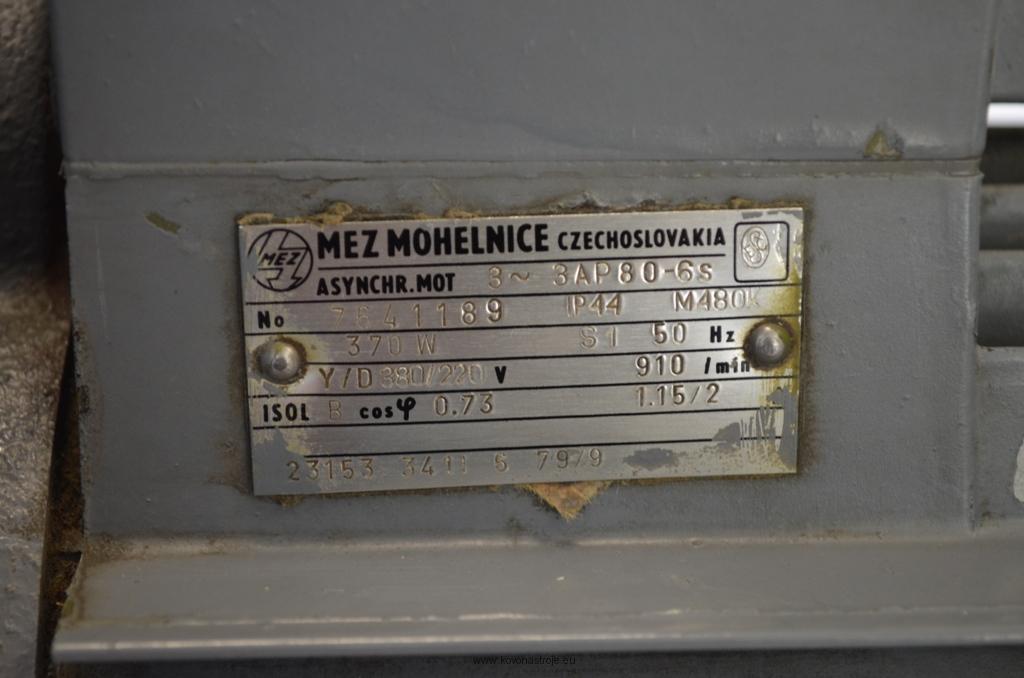 MEZ MEZ MOHELNICE CZECHOSLOVAKIA
ASYNCHR.MOT 3~ 3AP80-6s
No 7641189 IP44 M480k
370 W S1 50 Hz
Y/D 380/220 V 910 /min
ISOL B cosφ 0.73 1.15/2
23153 3411 6 79/9
www.kovonastroje.eu